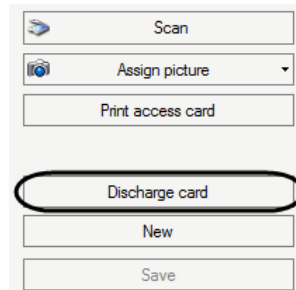 Scan
Assign picture
Print access card
Discharge card
New
Save